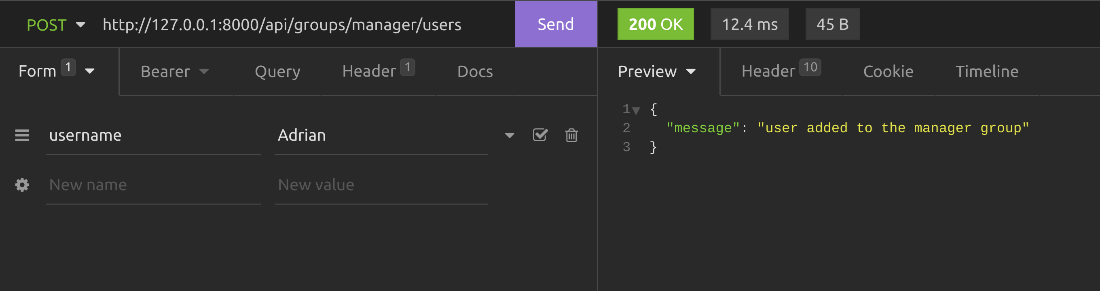 POST http://127.0.0.1:8000/api/groups/manager/users Send 200 OK 12.4 ms 45 B
Form 1 Bearer Query Header 1 Docs
Preview Header 10 Cookie Timeline
username Adrian
New name New value
1 {
2 "message": "user added to the manager group"
3 }